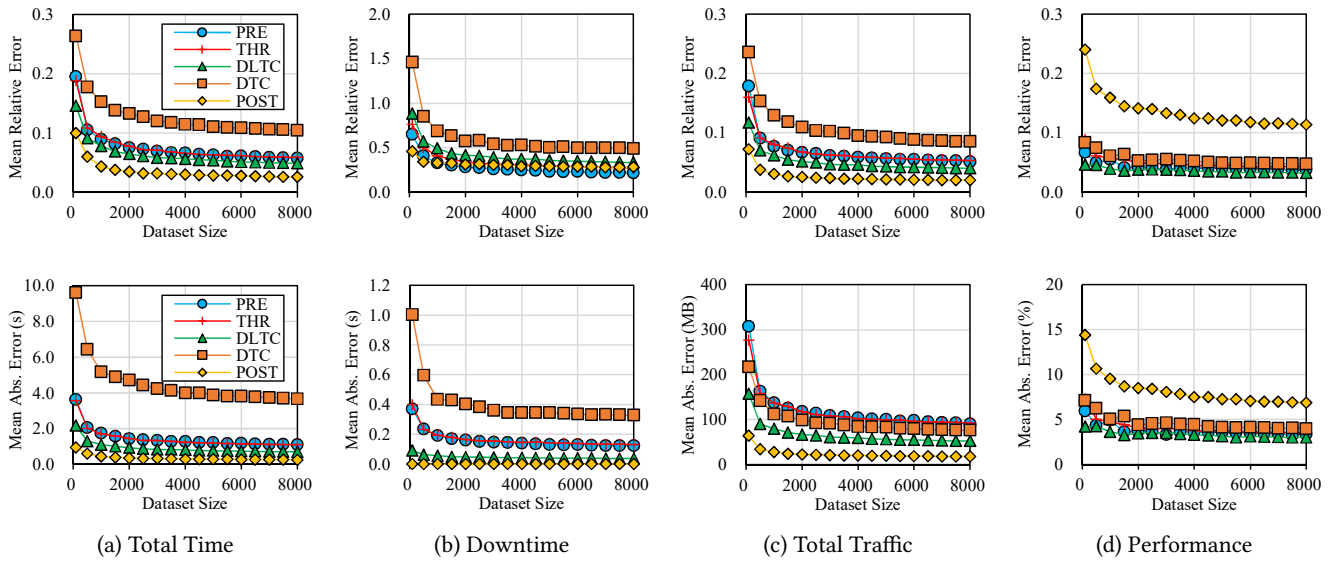 Mean Relative Error
0.3
0.2
0.1
0.0
PRE
THR
DLTC
DTC
POST
0 2000 4000 6000 8000
Dataset Size
Mean Relative Error
2.0
1.5
1.0
0.5
0.0
0 2000 4000 6000 8000
Dataset Size
Mean Relative Error
0.3
0.2
0.1
0.0
0 2000 4000 6000 8000
Dataset Size
Mean Relative Error
0.3
0.2
0.1
0.0
0 2000 4000 6000 8000
Dataset Size
Mean Abs. Error (s)
10.0
8.0
6.0
4.0
2.0
0.0
PRE
THR
DLTC
DTC
POST
0 2000 4000 6000 8000
Dataset Size
Mean Abs. Error (s)
1.2
1.0
0.8
0.6
0.4
0.2
0.0
0 2000 4000 6000 8000
Dataset Size
Mean Abs. Error (MB)
400
300
200
100
0
0 2000 4000 6000 8000
Dataset Size
Mean Abs. Error (%)
20
15
10
5
0
0 2000 4000 6000 8000
Dataset Size
(a) Total Time
(b) Downtime
(c) Total Traffic
(d) Performance